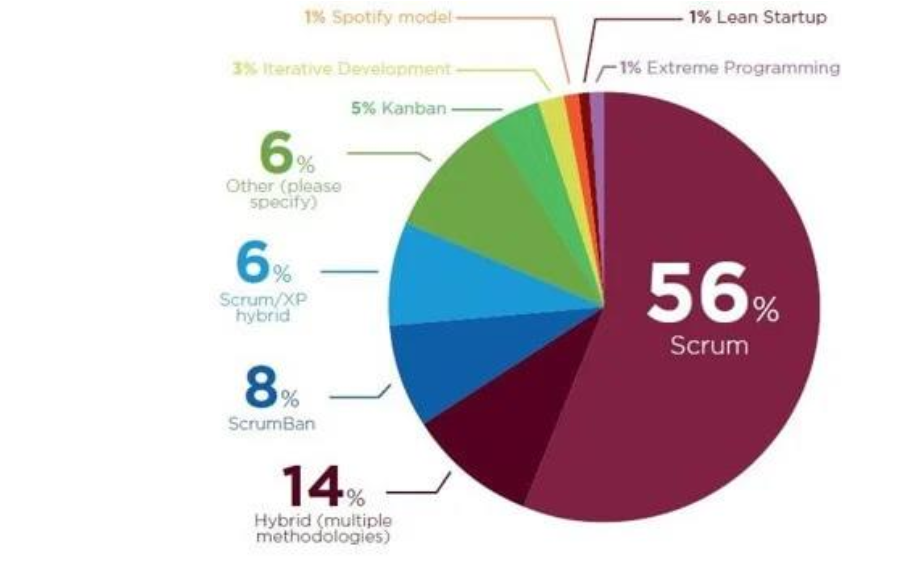 1% Spotify model
1% Lean Startup
3% Iterative Development
1% Extreme Programming
5% Kanban
6%
Other (please
specify)
6%
Scrum/XP
hybrid
56%
Scrum
8%
ScrumBan
14%
Hybrid (multiple
methodologies)